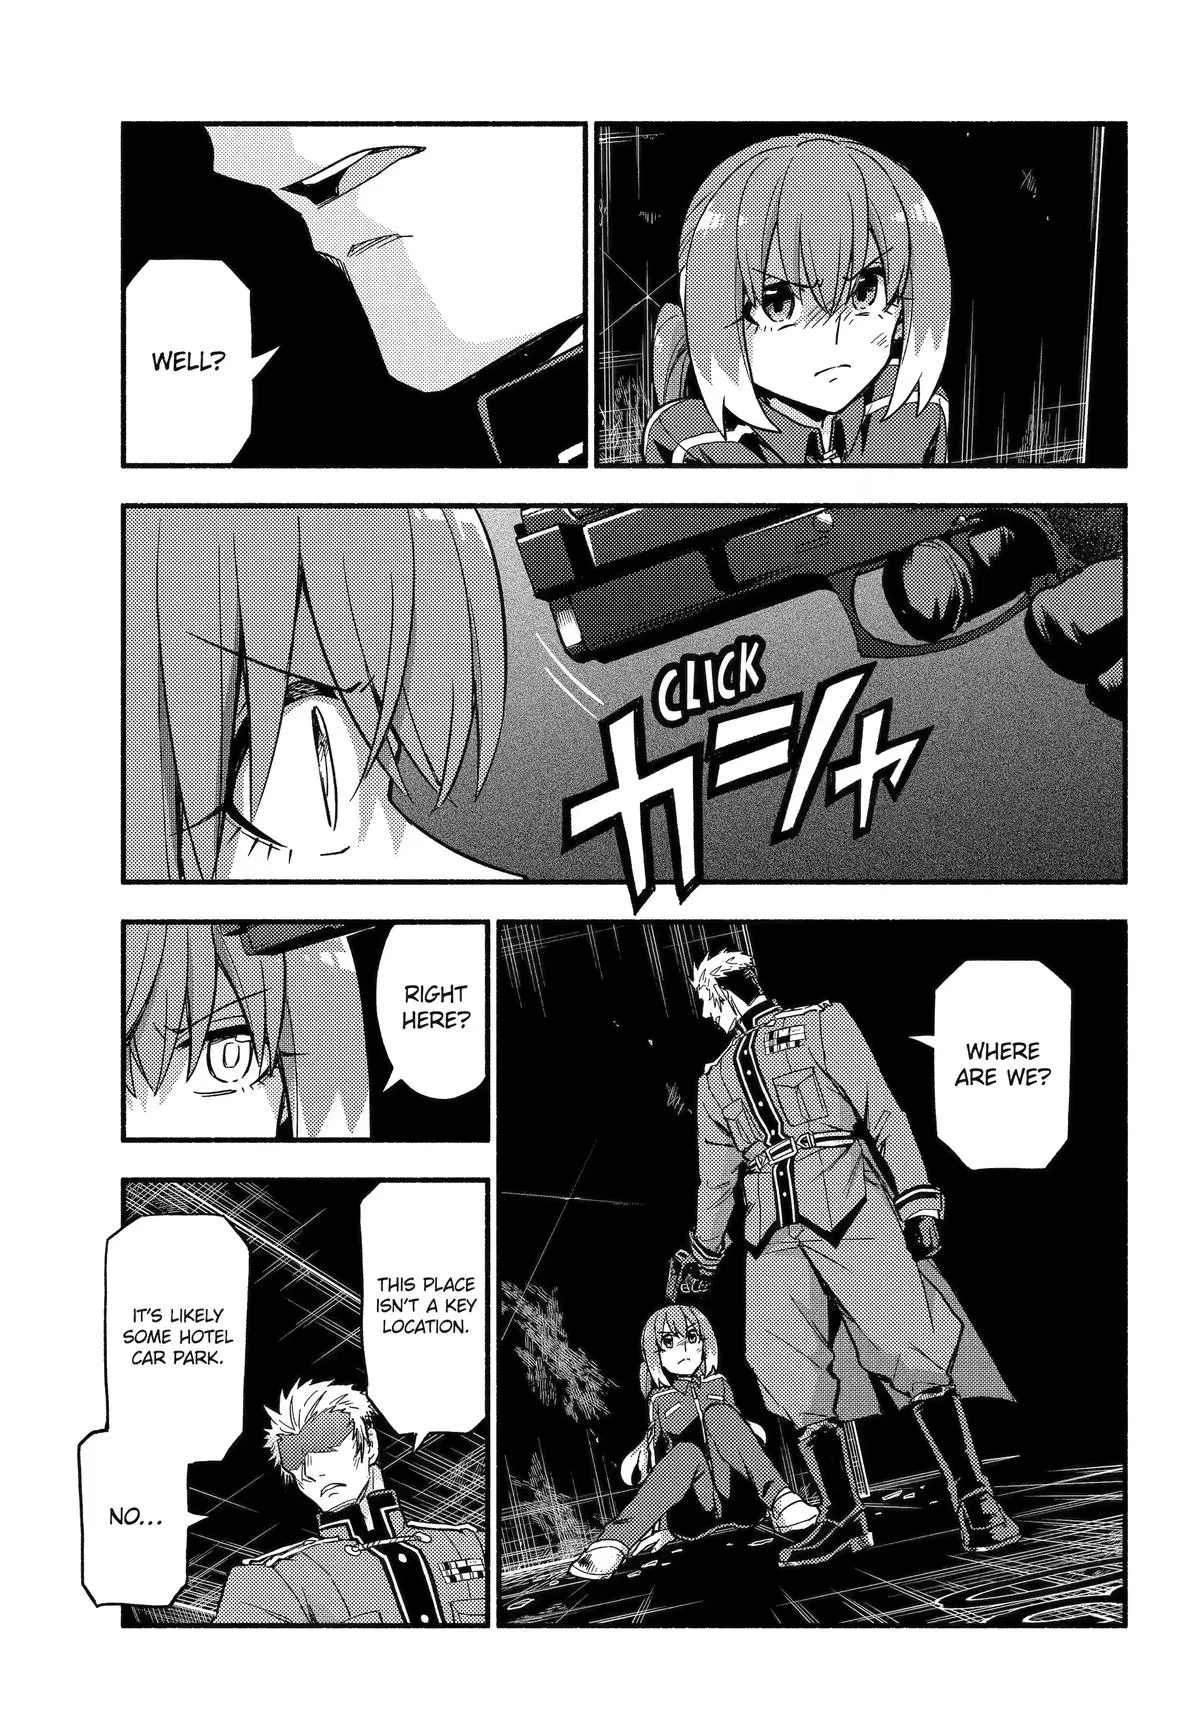 WELL?
CLICK
カシャ
WHERE
ARE WE?
RIGHT
HERE?
THIS PLACE
ISN'T A KEY
LOCATION.
IT'S LIKELY
SOME HOTEL
CAR PARK.
NO...